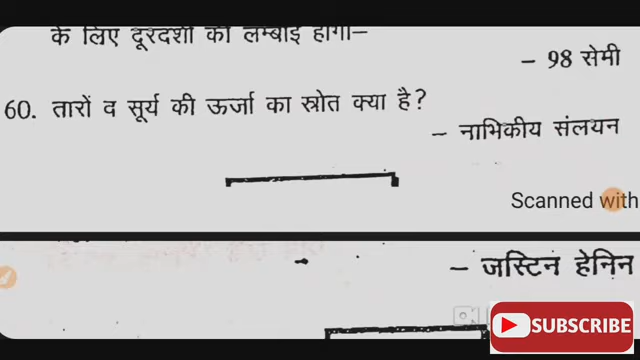 के लिए दूरदर्शी की लम्बाई होगी–
– 98 सेमी
60. तारों व सूर्य की ऊर्जा का स्रोत क्या है?
– नाभिकीय संलयन
Scanned with
– जस्टिन हेनिन
SUBSCRIBE